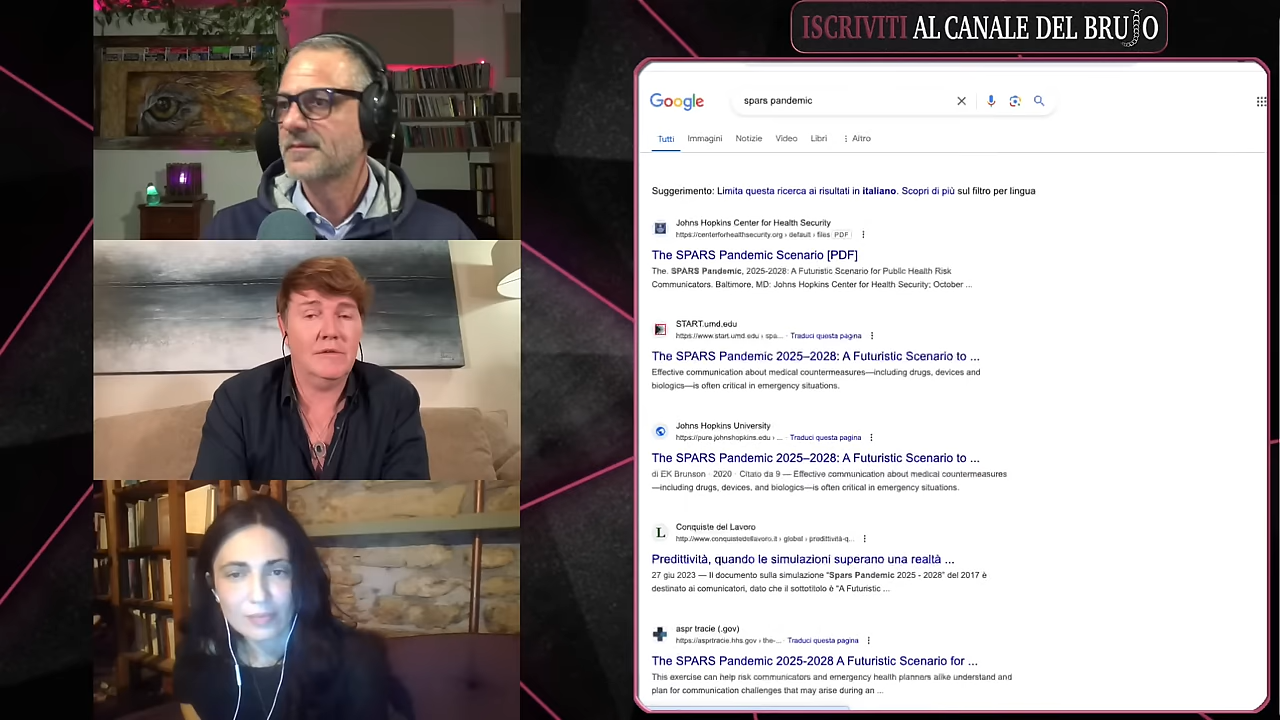 ISCRIVITI AL CANALE DEL BRUJO
Google
spars pandemic
Tutti Immagini Notizie Video Libri Altro
Suggerimento: Limita questa ricerca ai risultati in italiano. Scopri di più sul filtro per lingua
Johns Hopkins Center for Health Security
https://centerforhealthsecurity.org › default › files PDF
The SPARS Pandemic Scenario [PDF]
The. SPARS Pandemic, 2025-2028: A Futuristic Scenario for Public Health Risk
Communicators. Baltimore, MD: Johns Hopkins Center for Health Security; October ...
START.umd.edu
https://www.start.umd.edu › spa... · Traduci questa pagina
The SPARS Pandemic 2025–2028: A Futuristic Scenario to ...
Effective communication about medical countermeasures—including drugs, devices and
biologics—is often critical in emergency situations.
Johns Hopkins University
https://pure.johnshopkins.edu › ... · Traduci questa pagina
The SPARS Pandemic 2025–2028: A Futuristic Scenario to ...
di EK Brunson · 2020 · Citato da 9 — Effective communication about medical countermeasures
—including drugs, devices, and biologics—is often critical in emergency situations.
L
Conquiste del Lavoro
http://www.conquistedellavoro.it › global › predittività-q...
Predittività, quando le simulazioni superano una realtà ...
27 giu 2023 — Il documento sulla simulazione "Spars Pandemic 2025 - 2028" del 2017 è
destinato ai comunicatori, dato che il sottotitolo è "A Futuristic ...
aspr tracie (.gov)
https://asprtracie.hhs.gov › the-... · Traduci questa pagina
The SPARS Pandemic 2025-2028 A Futuristic Scenario for ...
This exercise can help risk communicators and emergency health planners alike understand and
plan for communication challenges that may arise during an ...